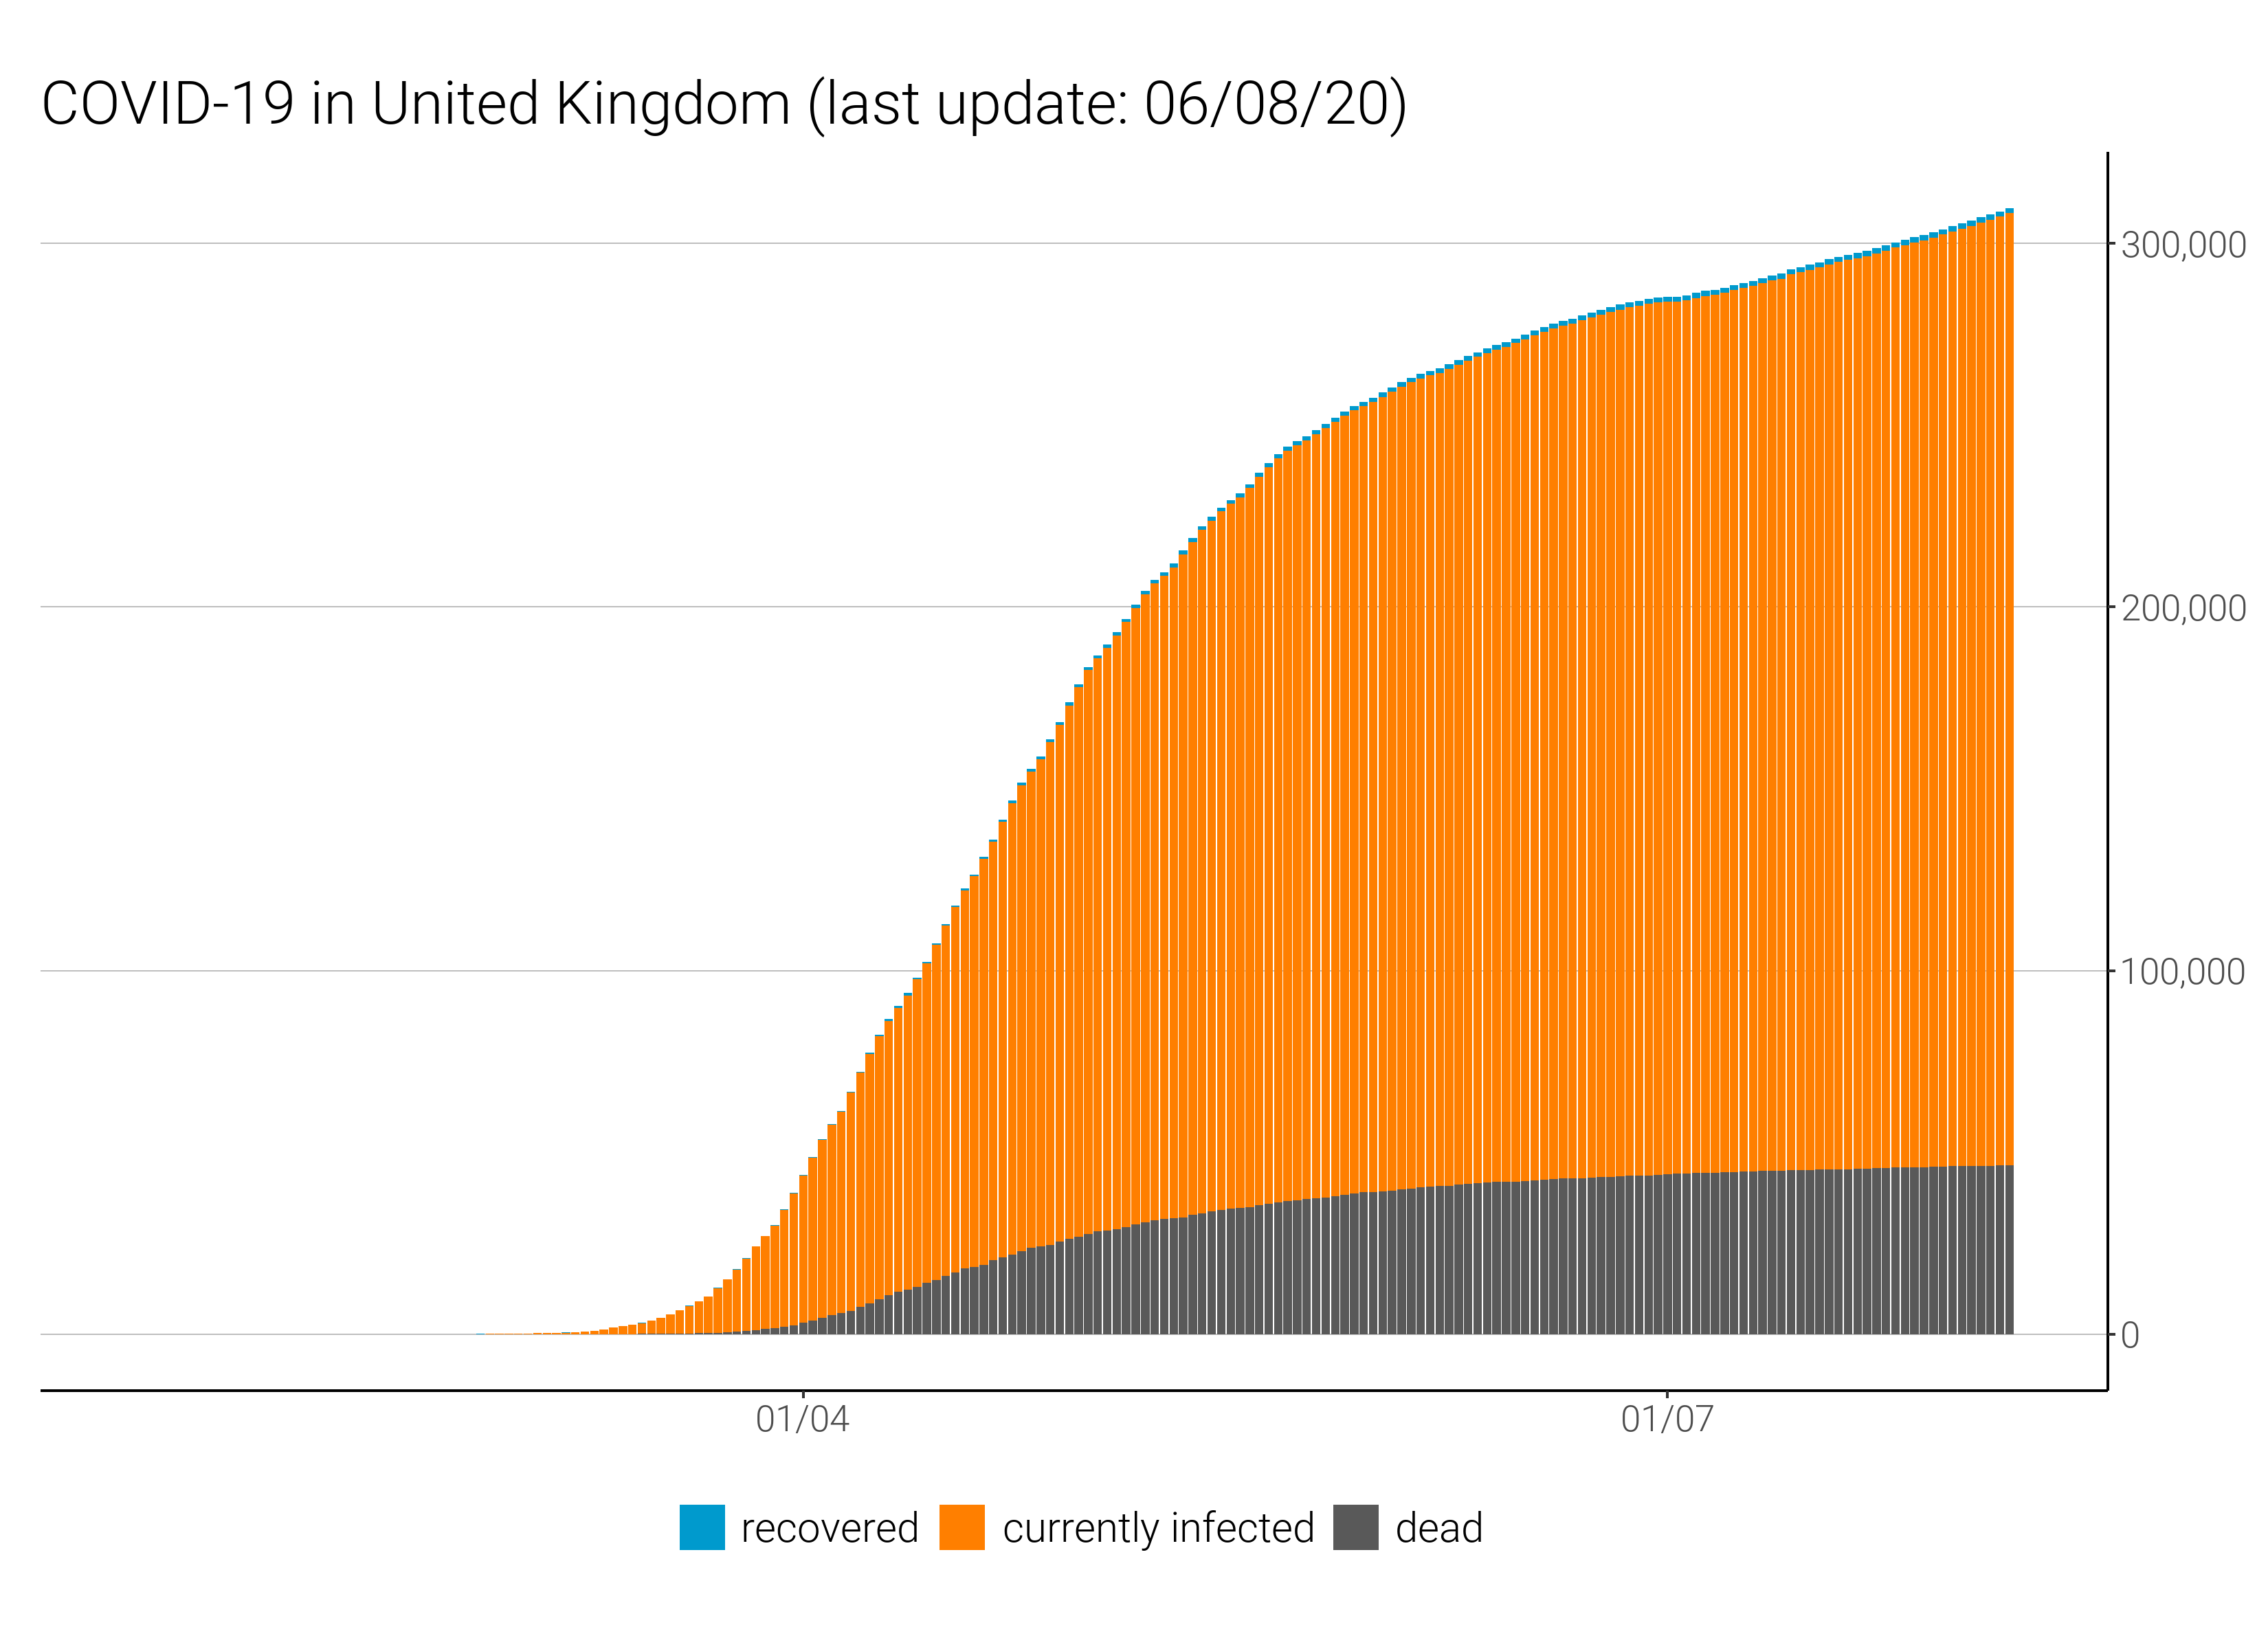 COVID-19 in United Kingdom (last update: 06/08/20)
300,000
200,000
100,000
0
01/04 01/07
recovered currently infected dead